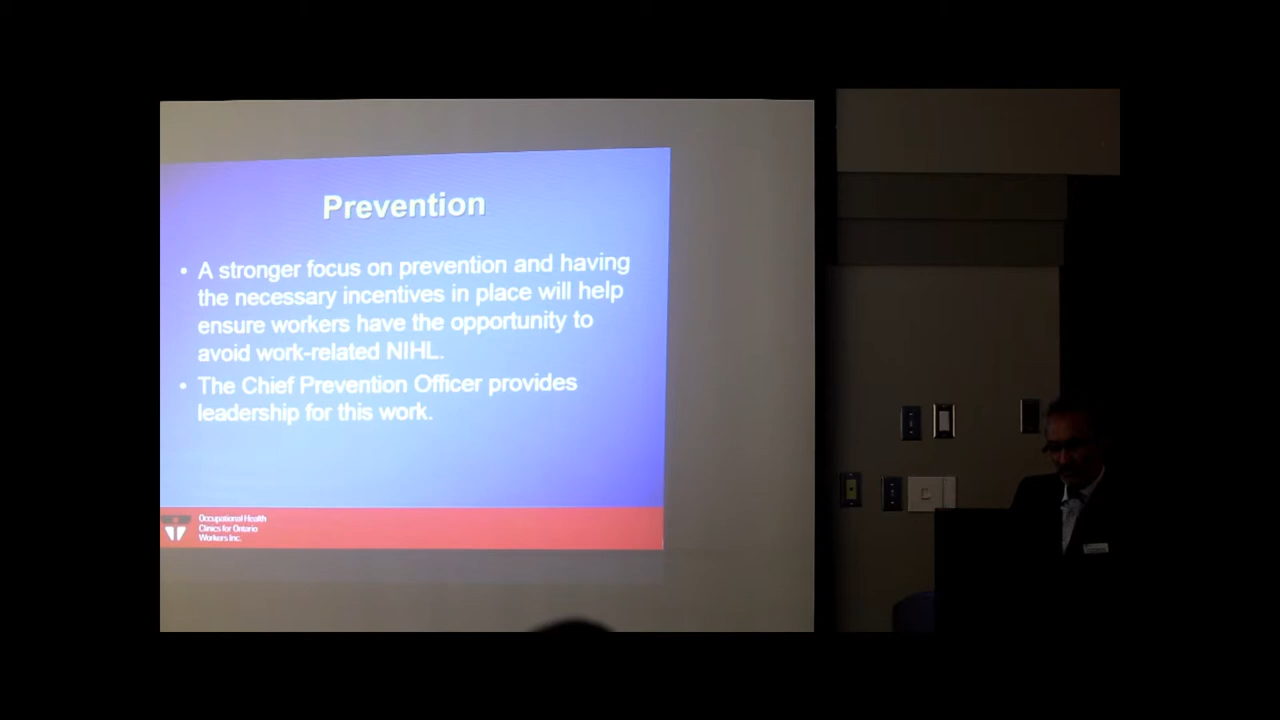 Prevention
• A stronger focus on prevention and having
the necessary incentives in place will help
ensure workers have the opportunity to
avoid work-related NIHL.
• The Chief Prevention Officer provides
leadership for this work.
Occupational Health
Clinics for Ontario
Workers Inc.